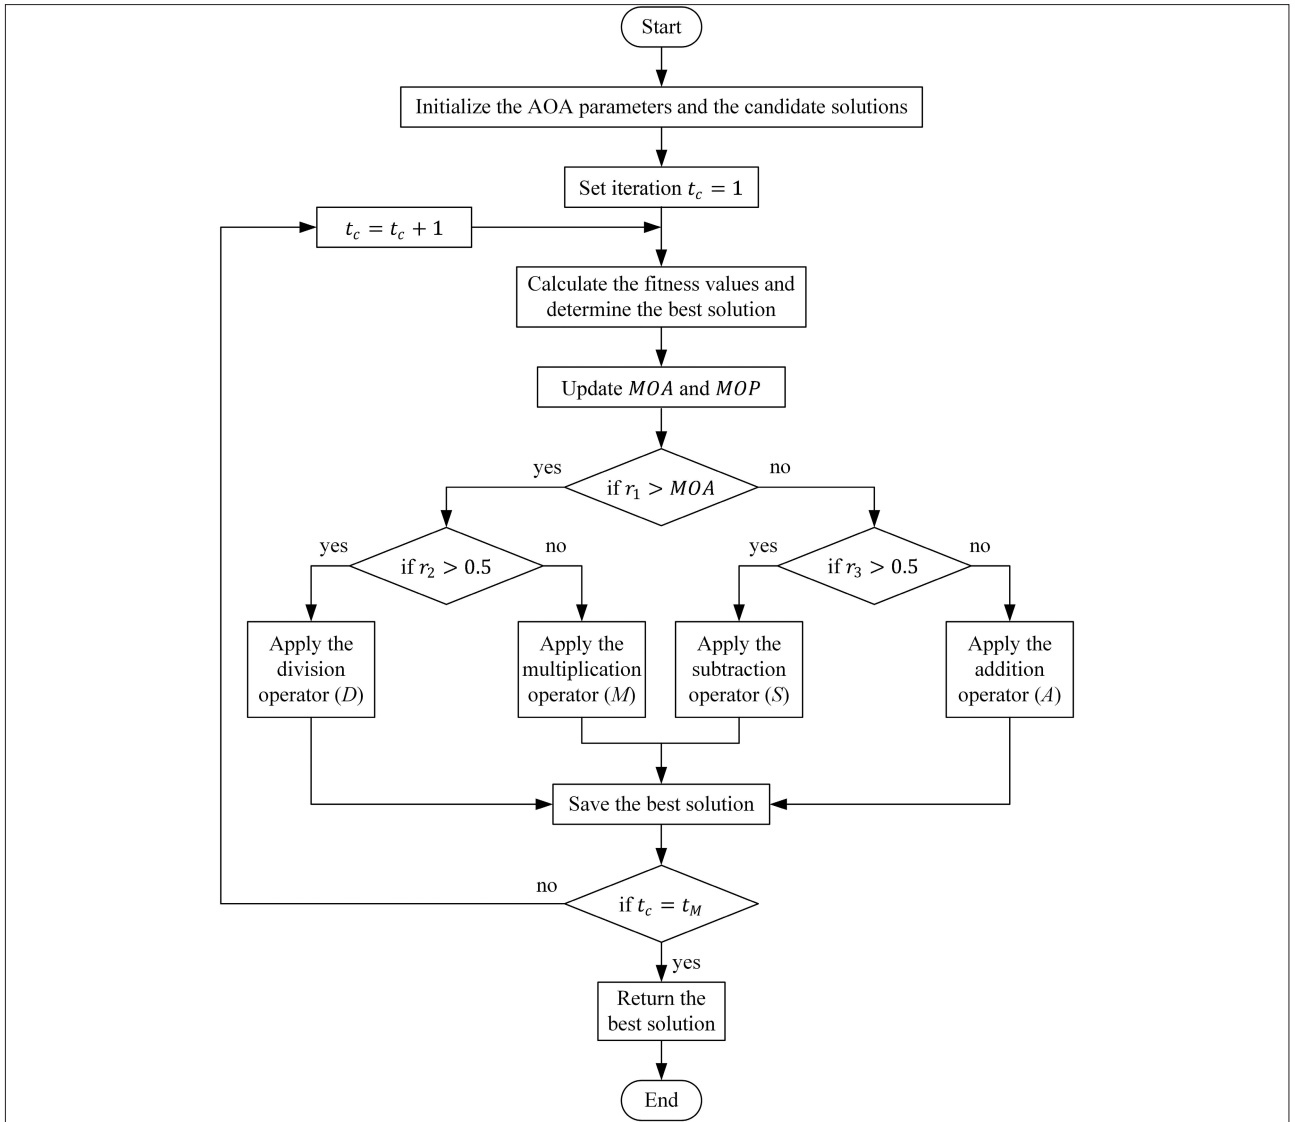 Start
Initialize the AOA parameters and the candidate solutions
Set iteration t_c = 1
t_c = t_c + 1
Calculate the fitness values and
determine the best solution
Update MOA and MOP
yes
no
if r_1 > MOA
yes
no
yes
no
if r_2 > 0.5
if r_3 > 0.5
Apply the
division
operator (D)
Apply the
multiplication
operator (M)
Apply the
subtraction
operator (S)
Apply the
addition
operator (A)
Save the best solution
no
if t_c = t_M
yes
Return the
best solution
End